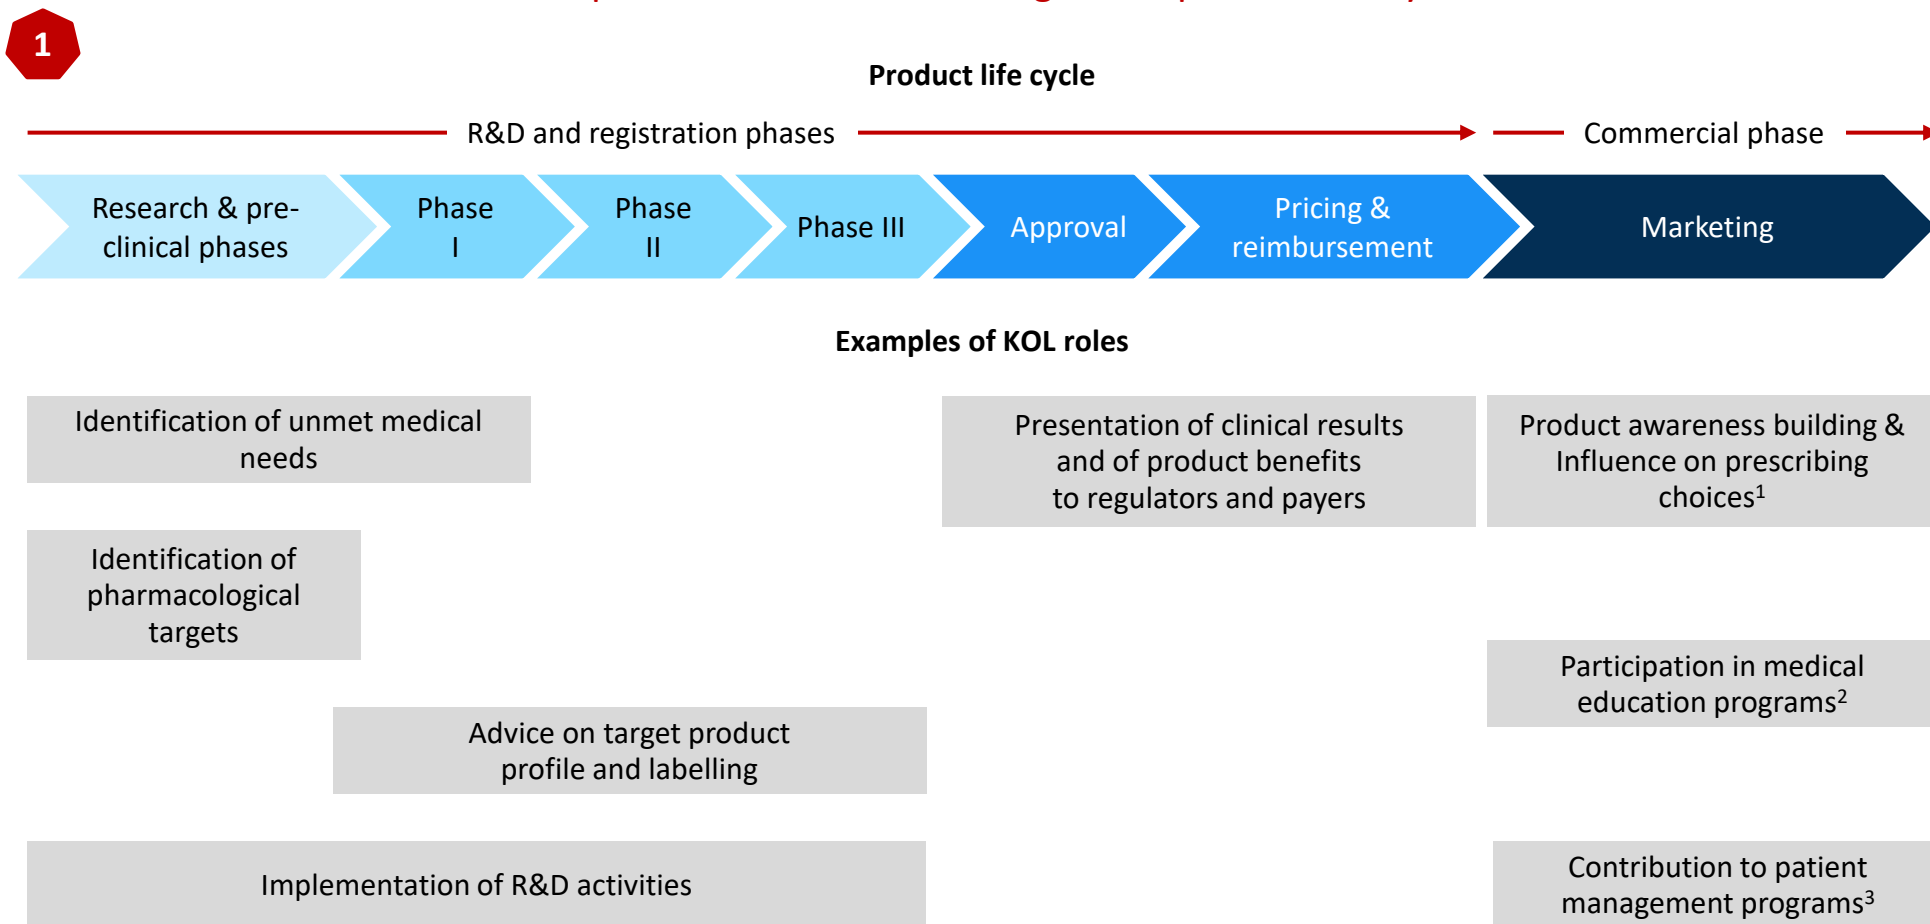 1
Product life cycle
R&D and registration phases
Commercial phase
Research & pre-
clinical phases
Phase
I
Phase
II
Phase III
Approval
Pricing &
reimbursement
Marketing
Examples of KOL roles
Identification of unmet medical
needs
Presentation of clinical results
and of product benefits
to regulators and payers
Product awareness building &
Influence on prescribing
choices¹
Identification of
pharmacological
targets
Participation in medical
education programs²
Advice on target product
profile and labelling
Implementation of R&D activities
Contribution to patient
management programs³